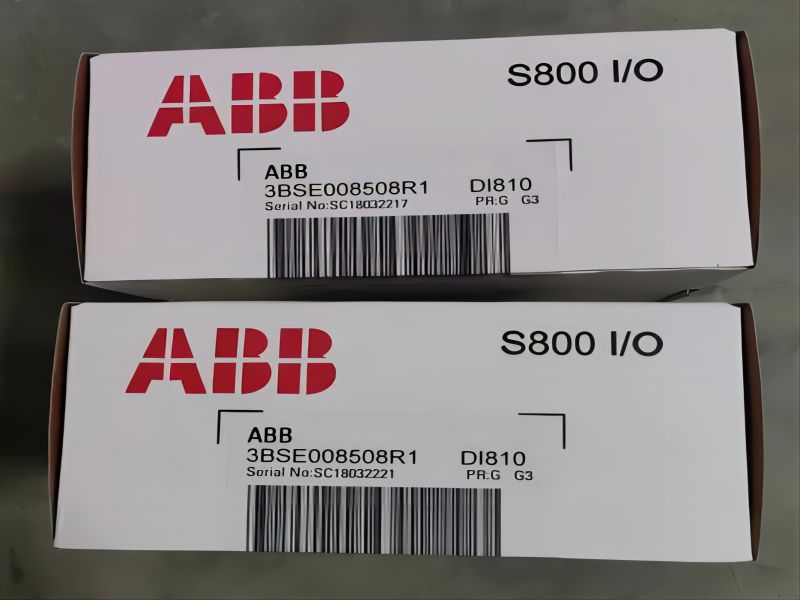 ABB S800 I/O
ABB
3BSE008508R1 DI810
Serial No:SC18032217 PR:G G3
ABB S800 I/O
ABB
3BSE008508R1 DI810
Serial No:SC18032221 PR:G G3